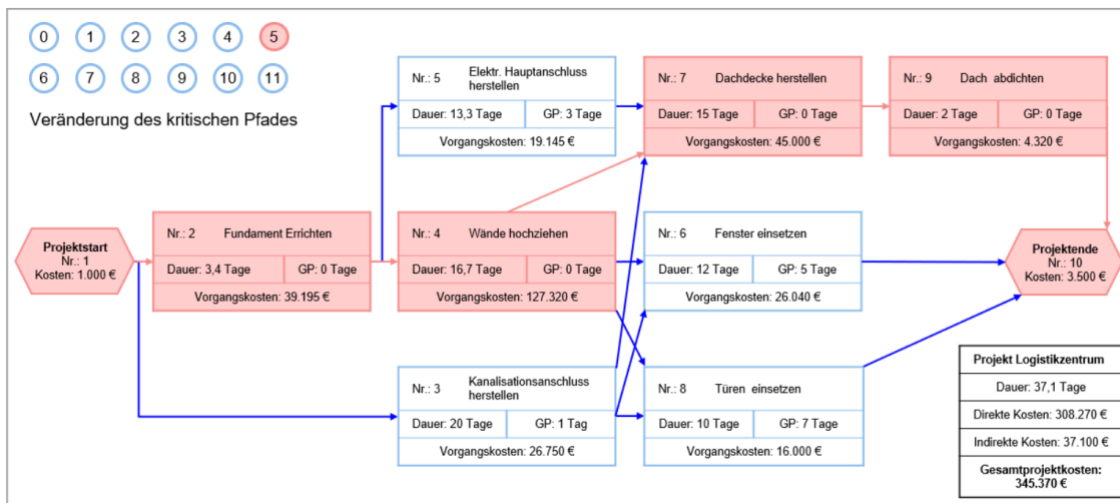 0 1 2 3 4 5
6 7 8 9 10 11
Veränderung des kritischen Pfades
Projektstart
Nr.: 1
Kosten: 1.000 €
Nr.: 2 Fundament Errichten
Dauer: 3,4 Tage GP: 0 Tage
Vorgangskosten: 39.195 €
Nr.: 5 Elektr. Hauptanschluss
herstellen
Dauer: 13,3 Tage GP: 3 Tage
Vorgangskosten: 19.145 €
Nr.: 4 Wände hochziehen
Dauer: 16,7 Tage GP: 0 Tage
Vorgangskosten: 127.320 €
Nr.: 3 Kanalisationsanschluss
herstellen
Dauer: 20 Tage GP: 1 Tag
Vorgangskosten: 26.750 €
Nr.: 7 Dachdecke herstellen
Dauer: 15 Tage GP: 0 Tage
Vorgangskosten: 45.000 €
Nr.: 6 Fenster einsetzen
Dauer: 12 Tage GP: 5 Tage
Vorgangskosten: 26.040 €
Nr.: 8 Türen einsetzen
Dauer: 10 Tage GP: 7 Tage
Vorgangskosten: 16.000 €
Nr.: 9 Dach abdichten
Dauer: 2 Tage GP: 0 Tage
Vorgangskosten: 4.320 €
Projektende
Nr.: 10
Kosten: 3.500 €
Projekt Logistikzentrum
Dauer: 37,1 Tage
Direkte Kosten: 308.270 €
Indirekte Kosten: 37.100 €
Gesamtprojektkosten:
345.370 €